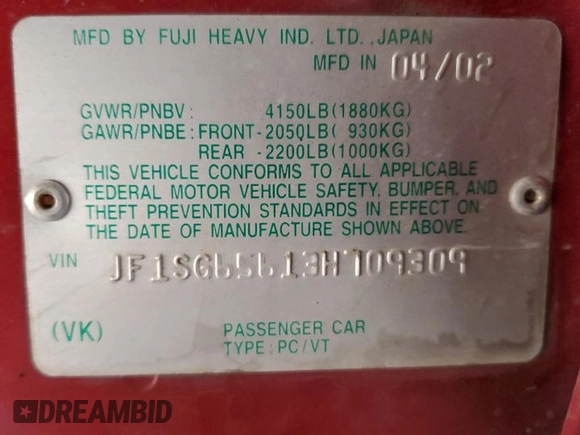 MFD BY FUJI HEAVY IND. LTD., JAPAN
MFD IN 04/02
GVWR/PNBV: 4150LB(1880KG)
GAWR/PNBE: FRONT-2050LB( 930KG)
REAR -2200LB(1000KG)
THIS VEHICLE CONFORMS TO ALL APPLICABLE
FEDERAL MOTOR VEHICLE SAFETY, BUMPER, AND
THEFT PREVENTION STANDARDS IN EFFECT ON
THE DATE OF MANUFACTURE SHOWN ABOVE.
VIN JF1SG65613H709309
(VK) PASSENGER CAR
TYPE: PC/VT
DREAMBID